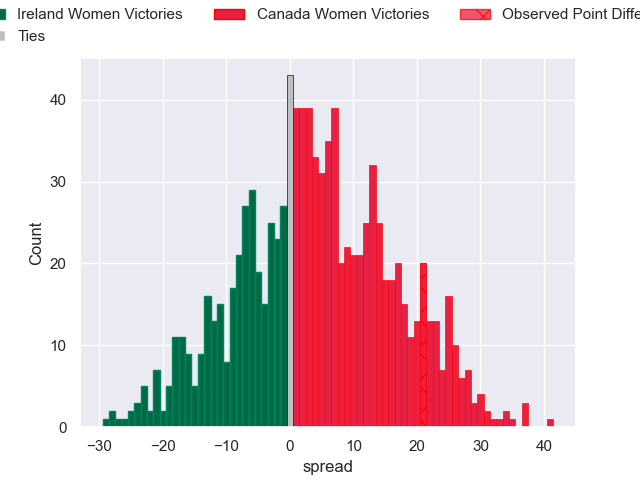 Ireland Women Victories Canada Women Victories Observed Point Diffe
Ties
40
30
20
10
0
Count
−30 −20 −10 0 10 20 30 40
spread